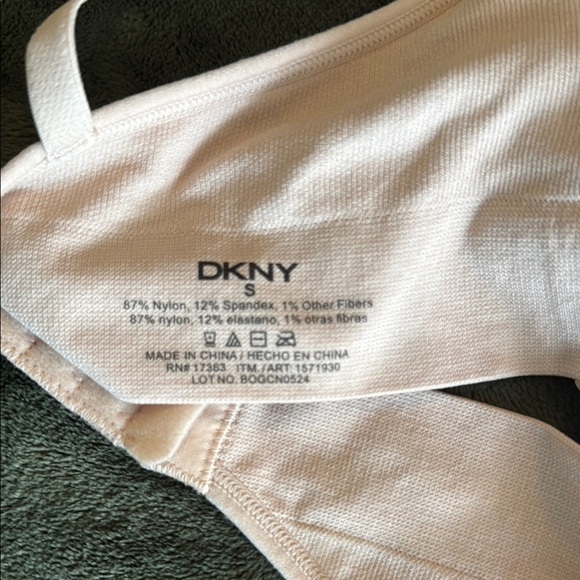 DKNY
S
87% Nylon, 12% Spandex, 1% Other Fibers
87% nylon, 12% elastano, 1% otras fibras
MADE IN CHINA / HECHO EN CHINA
RN# 17363 ITM. /ART: 1571930
LOT NO. BOGCN0524